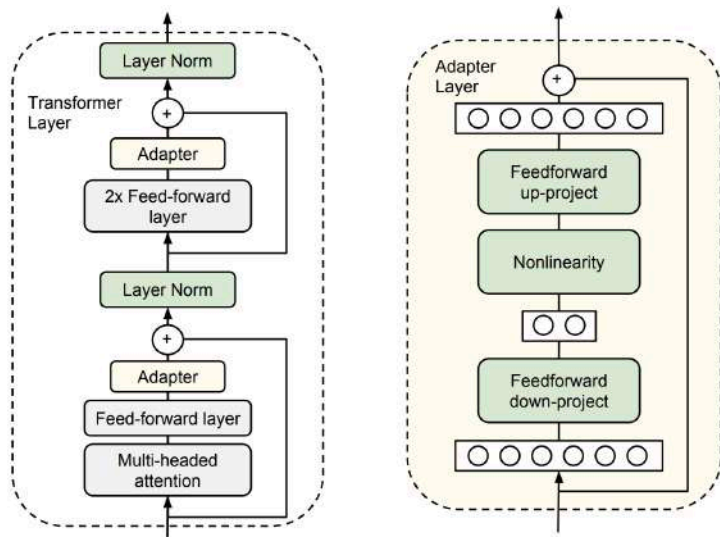 Layer Norm
Transformer
Layer
+
Adapter
2x Feed-forward
layer
Layer Norm
+
Adapter
Feed-forward layer
Multi-headed
attention
Adapter
Layer
+
Feedforward
up-project
Nonlinearity
Feedforward
down-project